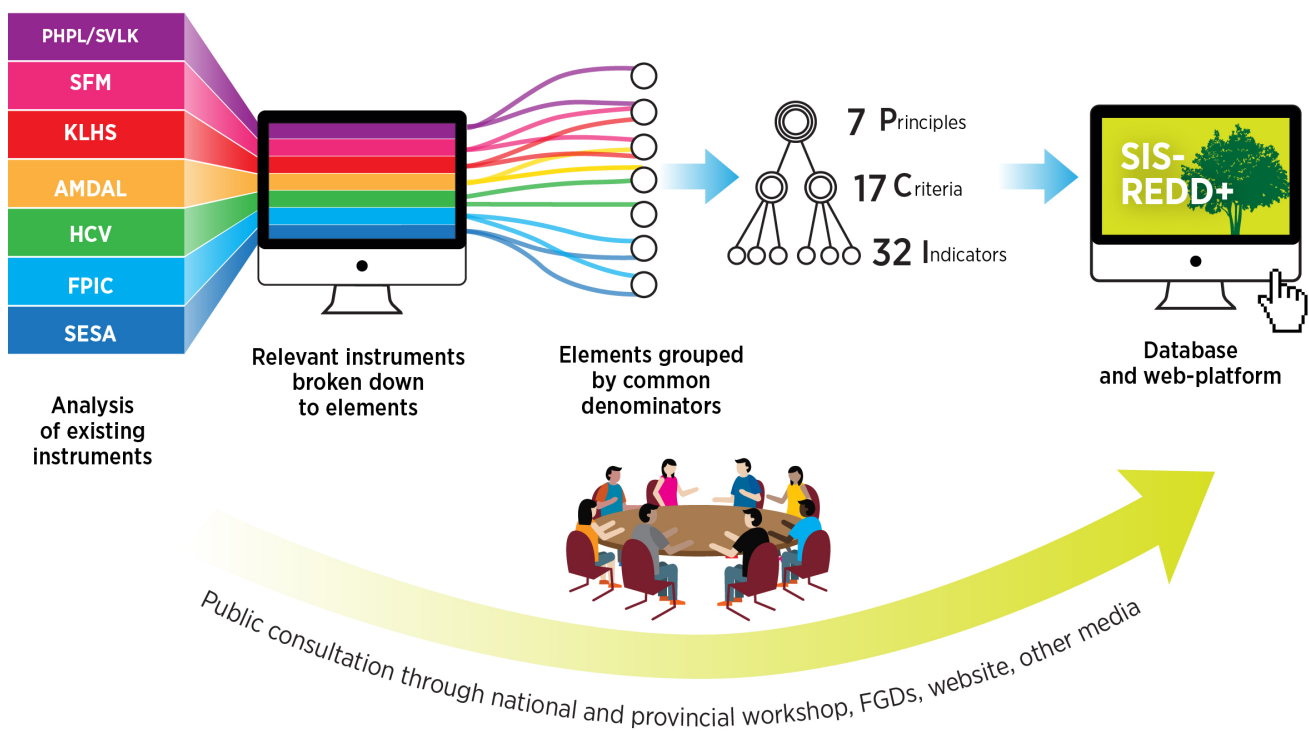 PHPL/SVLK
SFM
KLHS
AMDAL
HCV
FPIC
SESA
Analysis
of existing
instruments
Relevant instruments
broken down
to elements
Elements grouped
by common
denominators
7 Principles
17 Criteria
32 Indicators
SIS-
REDD+
Database
and web-platform
Public consultation through national and provincial workshop, FGDs, website, other media